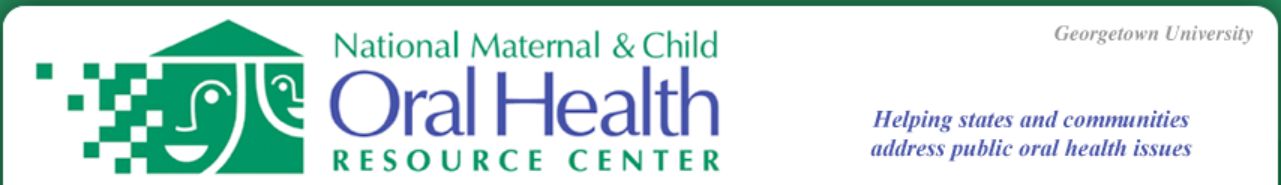 National Maternal & Child
Oral Health
RESOURCE CENTER
Georgetown University
Helping states and communities
address public oral health issues